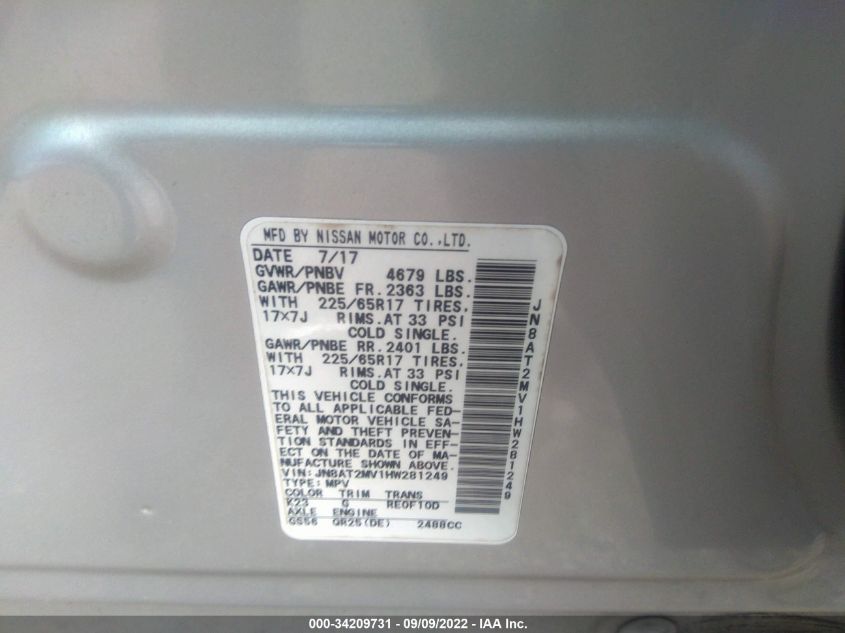 MFD BY NISSAN MOTOR CO.,LTD.
DATE 7/17
GVWR/PNBV 4679 LBS.
GAWR/PNBE FR. 2363 LBS.
WITH 225/65R17 TIRES,
17×7J RIMS.AT 33 PSI
COLD SINGLE.
GAWR/PNBE RR. 2401 LBS.
WITH 225/65R17 TIRES,
17×7J RIMS.AT 33 PSI
COLD SINGLE.
THIS VEHICLE CONFORMS
TO ALL APPLICABLE FED-
ERAL MOTOR VEHICLE SA-
FETY AND THEFT PREVEN-
TION STANDARDS IN EFF-
ECT ON THE DATE OF MA-
NUFACTURE SHOWN ABOVE.
VIN:JN8AT2MV1HW281249
TYPE:MPV
COLOR TRIM TRANS
K23 G RE0F10D
AXLE ENGINE
GS56 QR25(DE) 2488CC
JN8AT2MV1HW281249
000-34209731 - 09/09/2022 - IAA Inc.